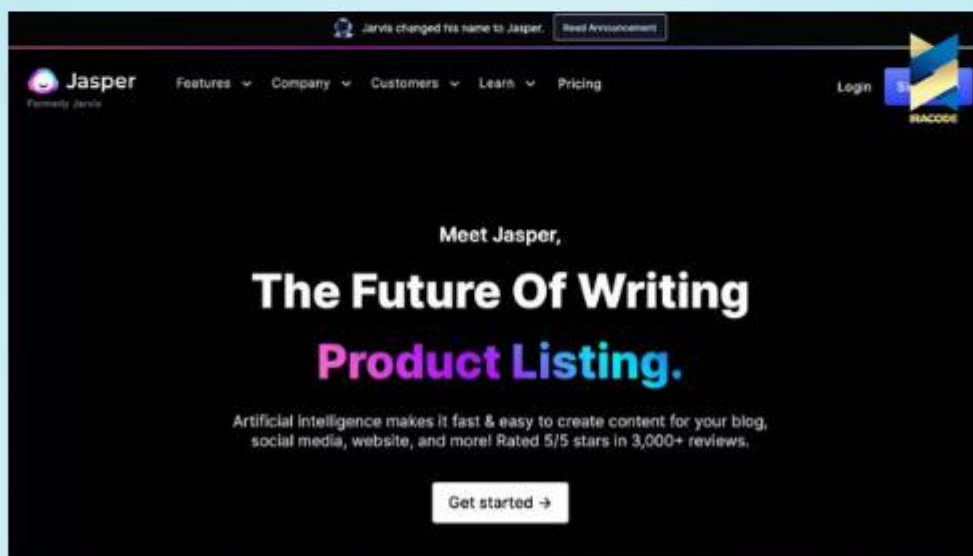 Jarvis changed his name to Jasper. Read Announcement
Jasper
Formerly Jarvis
Features Company Customers Learn Pricing
Login
IRACODE
Meet Jasper,
The Future Of Writing
Product Listing.
Artificial intelligence makes it fast & easy to create content for your blog,
social media, website, and more! Rated 5/5 stars in 3,000+ reviews.
Get started →